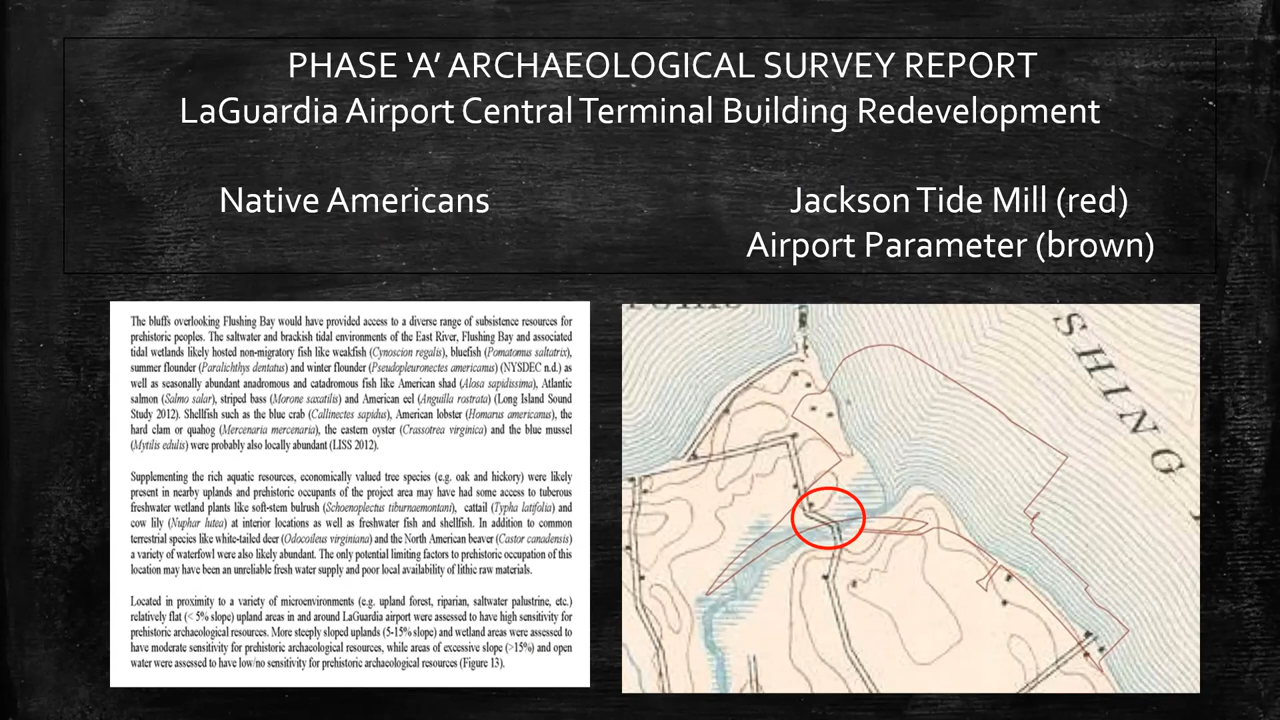 PHASE ‘A’ ARCHAEOLOGICAL SURVEY REPORT
LaGuardia Airport Central Terminal Building Redevelopment
Native Americans
Jackson Tide Mill (red)
Airport Parameter (brown)
The bluffs overlooking Flushing Bay would have provided access to a diverse range of subsistence resources for
prehistoric peoples. The saltwater and brackish tidal environments of the East River, Flushing Bay and associated
tidal wetlands likely hosted non-migratory fish like weakfish (Cynoscion regalis), bluefish (Pomatomus saltatrix),
summer flounder (Paralichthys dentatus) and winter flounder (Pseudopleuronectes americanus) (NYSDEC n.d.) as
well as seasonally abundant anadromous and catadromous fish like American shad (Alosa sapidissima), Atlantic
salmon (Salmo salar), striped bass (Morone saxatilis) and American eel (Anguilla rostrata) (Long Island Sound
Study 2012). Shellfish such as the blue crab (Callinectes sapidus), American lobster (Homarus americanus), the
hard clam or quahog (Mercenaria mercenaria), the eastern oyster (Crassotrea virginica) and the blue mussel
(Mytilis edulis) were probably also locally abundant (LISS 2012).
Supplementing the rich aquatic resources, economically valued tree species (e.g. oak and hickory) were likely
present in nearby uplands and prehistoric occupants of the project area may have had some access to tuberous
freshwater wetland plants like soft-stem bulrush (Schoenoplectus tiburnaemontani), cattail (Typha latifolia) and
cow lily (Nuphar lutea) at interior locations as well as freshwater fish and shellfish. In addition to common
terrestrial species like white-tailed deer (Odocoileus virginiana) and the North American beaver (Castor canadensis)
a variety of waterfowl were also likely abundant. The only potential limiting factors to prehistoric occupation of this
location may have been an unreliable fresh water supply and poor local availability of lithic raw materials.
Located in proximity to a variety of microenvironments (e.g. upland forest, riparian, saltwater palustrine, etc.)
relatively flat (< 5% slope) upland areas in and around LaGuardia airport were assessed to have high sensitivity for
prehistoric archaeological resources. More steeply sloped uplands (5-15% slope) and wetland areas were assessed to
have moderate sensitivity for prehistoric archaeological resources, while areas of excessive slope (>15%) and open
water were assessed to have low/no sensitivity for prehistoric archaeological resources (Figure 13).
SHING